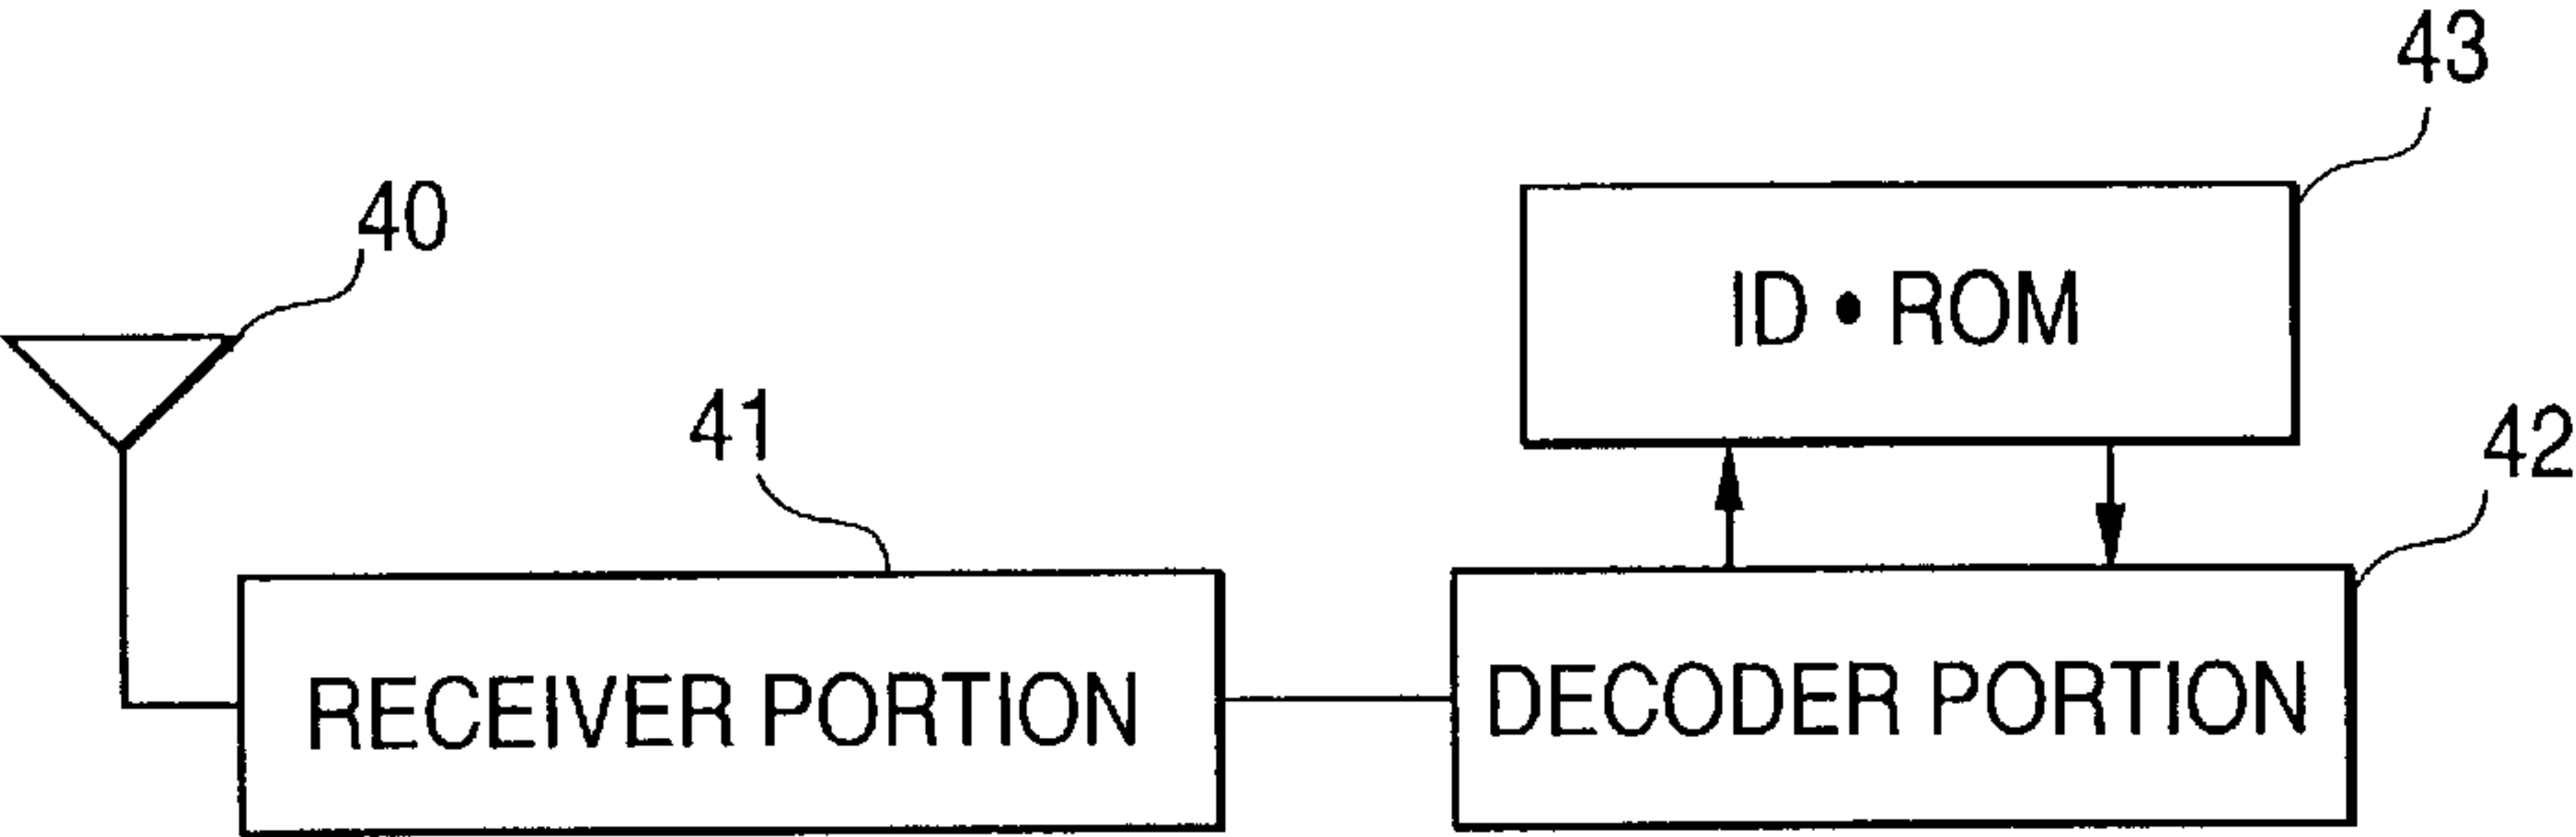 43
40
ID • ROM
41
42
RECEIVER PORTION
DECODER PORTION